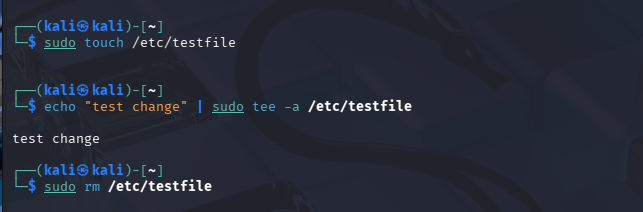 ┌──(kali㉿kali)-[~]
└─$ sudo touch /etc/testfile
┌──(kali㉿kali)-[~]
└─$ echo "test change" | sudo tee -a /etc/testfile
test change
┌──(kali㉿kali)-[~]
└─$ sudo rm /etc/testfile